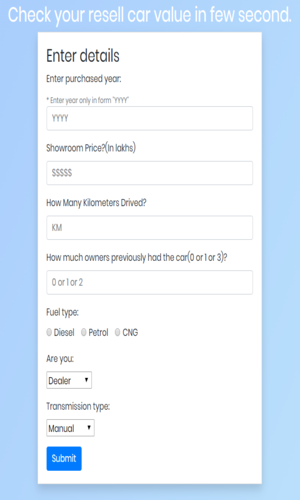 Check your resell car value in few second.
Enter details
Enter purchased year:
* Enter year only in form "YYYY"
YYYY
Showroom Price?(In lakhs)
$$$$$
How Many Kilometers Drived?
KM
How much owners previously had the car(0 or 1 or 3)?
0 or 1 or 2
Fuel type:
Diesel Petrol CNG
Are you:
Dealer
Transmission type:
Manual
Submit